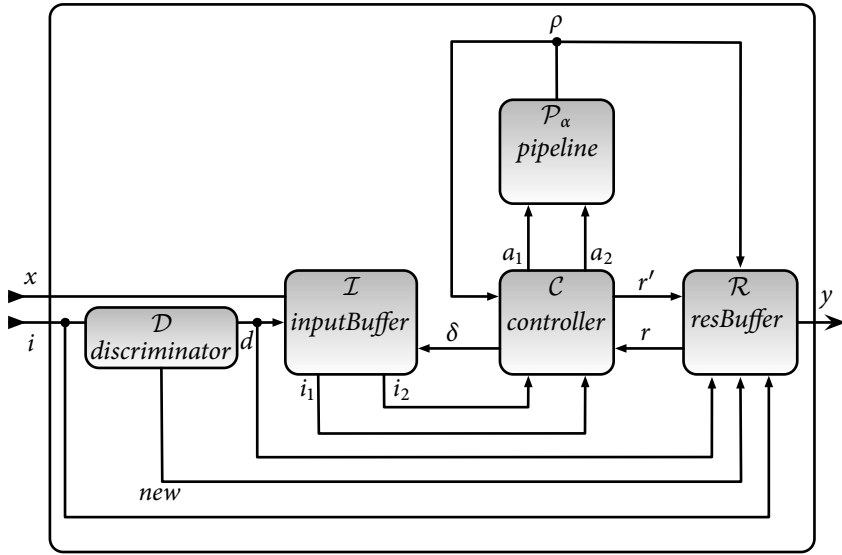 ρ
𝒫α
pipeline
a1
a2
x
i
𝒟
discriminator
d
ℐ
inputBuffer
δ
𝒞
controller
r′
r
ℛ
resBuffer
y
i1
i2
new